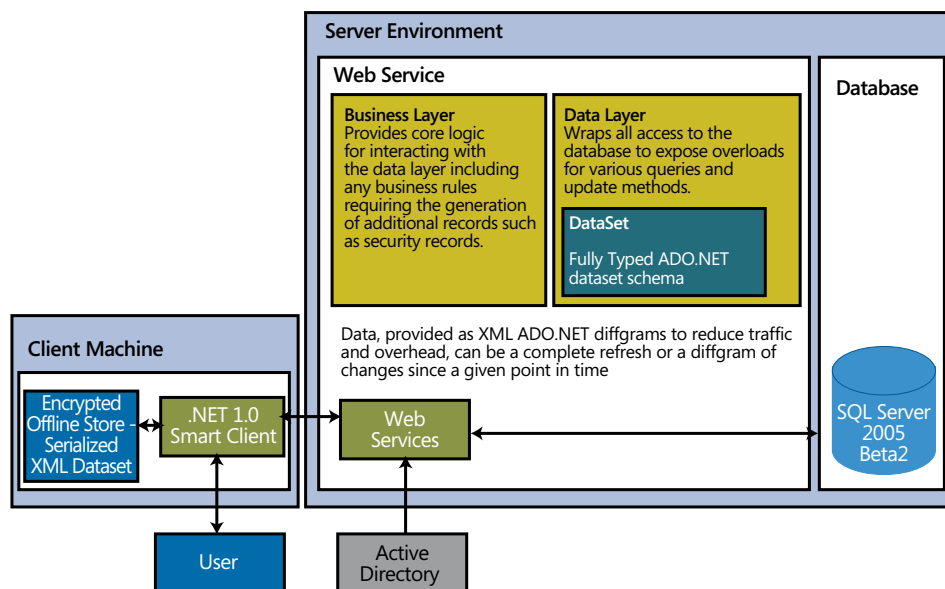 Server Environment
Web Service
Business Layer
Provides core logic
for interacting with
the data layer including
any business rules
requiring the generation
of additional records such
as security records.
Data Layer
Wraps all access to the
database to expose overloads
for various queries and
update methods.
DataSet
Fully Typed ADO.NET
dataset schema
Database
Data, provided as XML ADO.NET diffgrams to reduce traffic
and overhead, can be a complete refresh or a diffgram of
changes since a given point in time
Client Machine
Encrypted
Offline Store -
Serialized
XML Dataset
.NET 1.0
Smart Client
Web
Services
SQL Server
2005
Beta2
User
Active
Directory